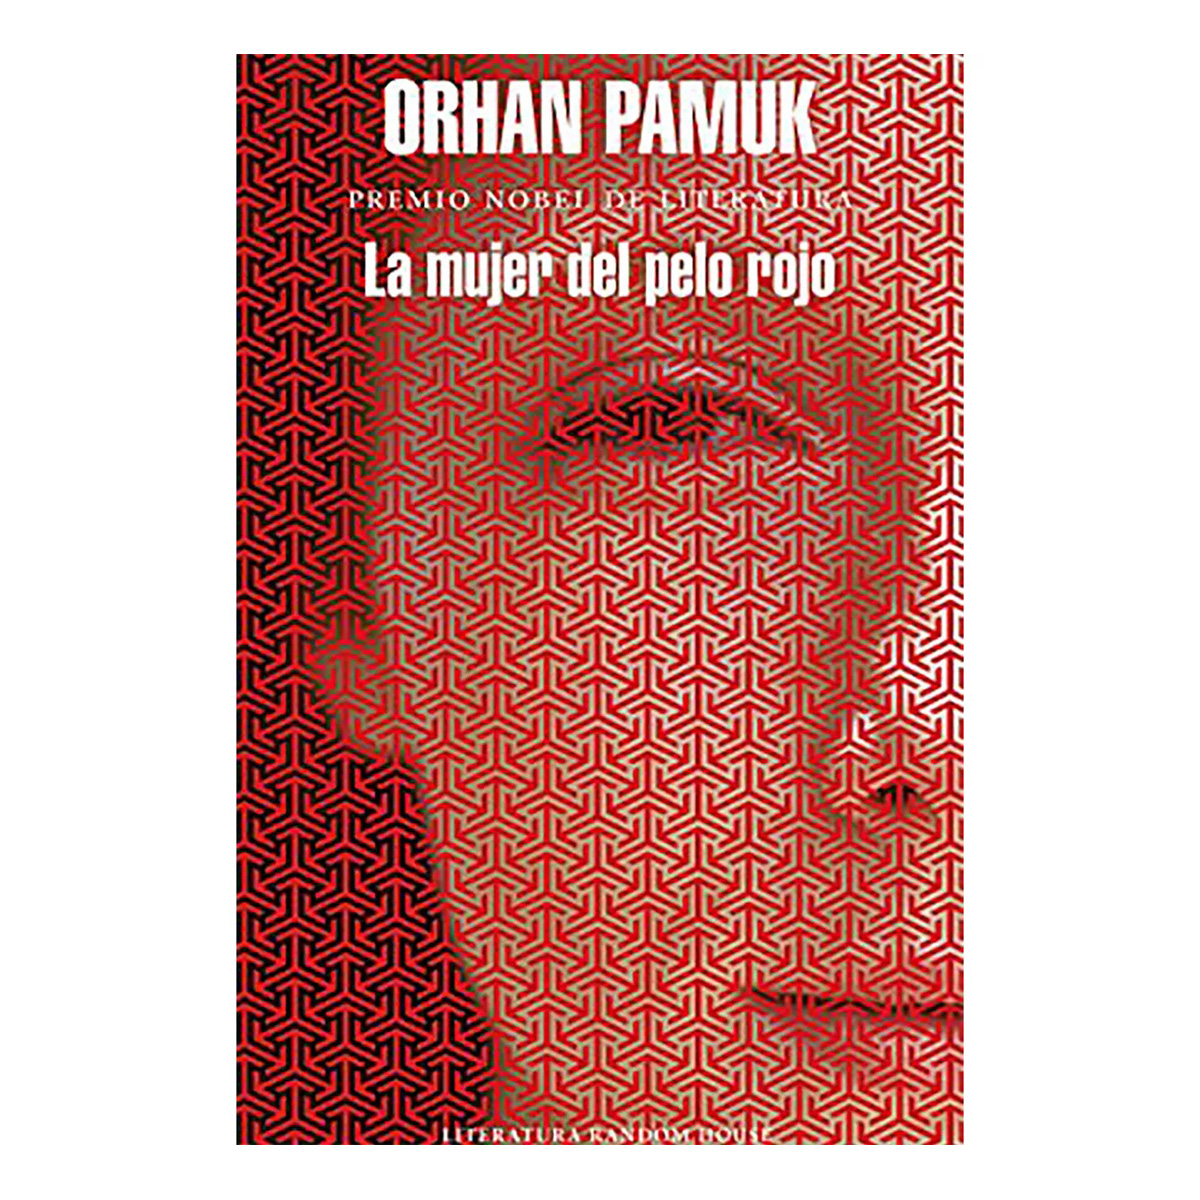 ORHAN PAMUK
PREMIO NOBEL DE LITERATURA
La mujer del pelo rojo
LITERATURA RANDOM HOUSE